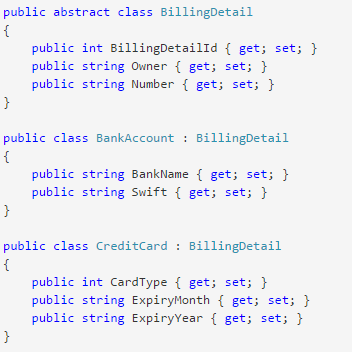 public abstract class BillingDetail
{
    public int BillingDetailId { get; set; }
    public string Owner { get; set; }
    public string Number { get; set; }
}
public class BankAccount : BillingDetail
{
    public string BankName { get; set; }
    public string Swift { get; set; }
}
public class CreditCard : BillingDetail
{
    public int CardType { get; set; }
    public string ExpiryMonth { get; set; }
    public string ExpiryYear { get; set; }
}